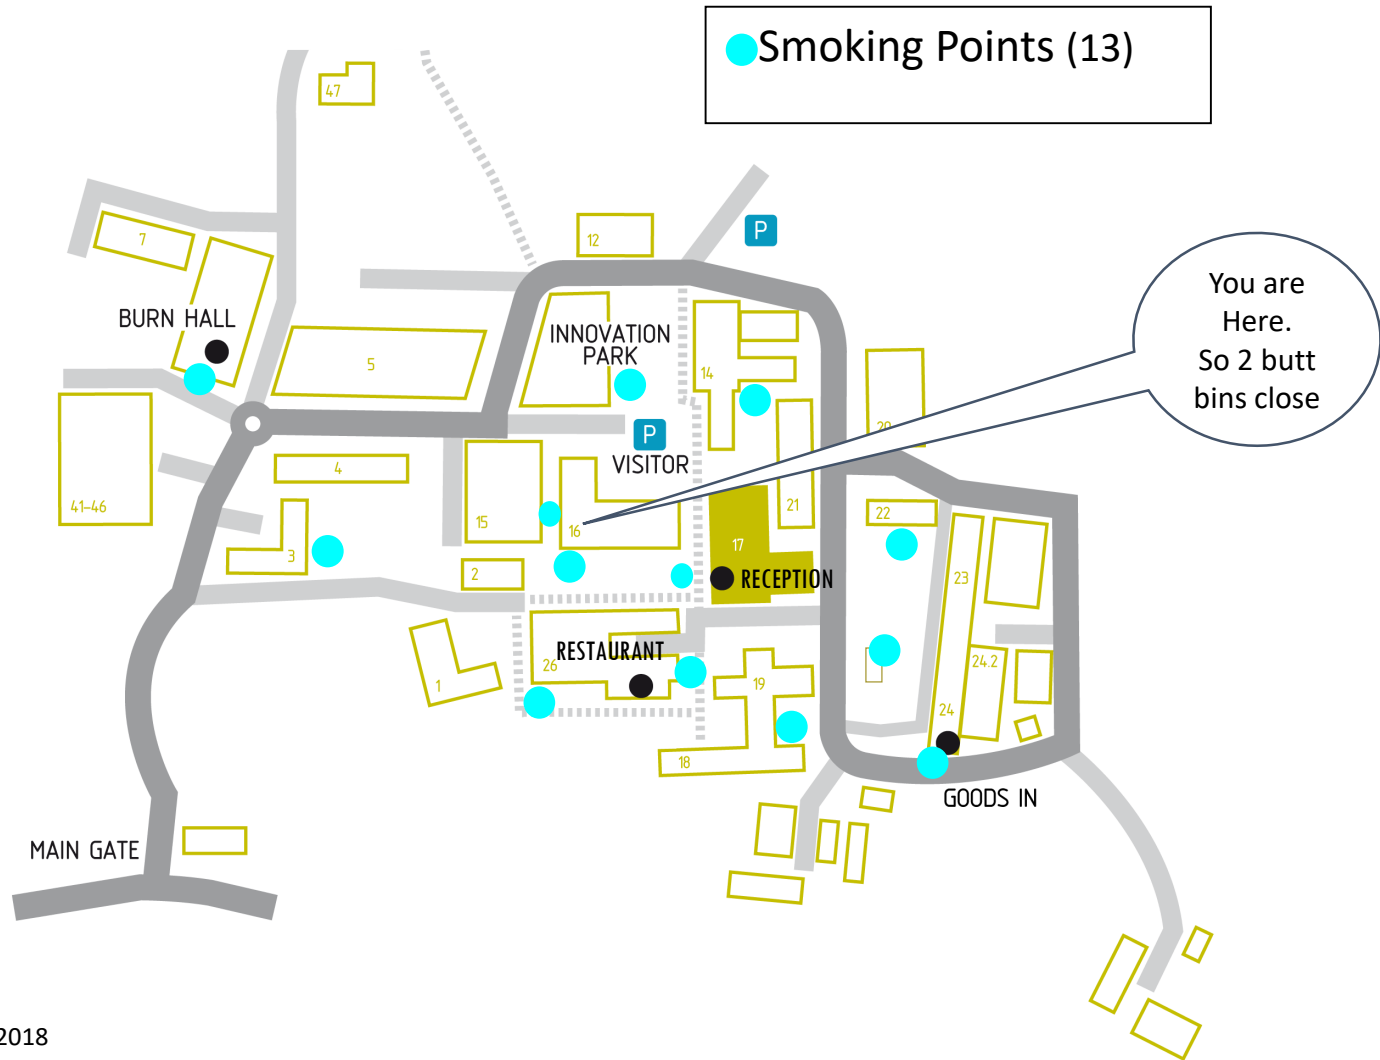 Smoking Points (13)
47
7
12
P
You are
Here.
So 2 butt
bins close
BURN HALL
INNOVATION
PARK
5
14
P
VISITOR
20
4
41-46
15
16
21
22
17
3
2
RECEPTION
23
RESTAURANT
26
1
19
24.2
24
18
GOODS IN
MAIN GATE
2018